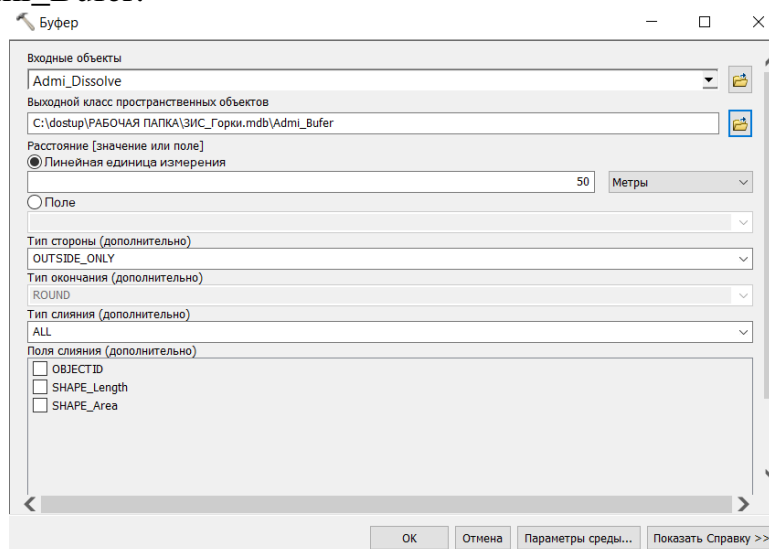 Буфер
Входные объекты
Admi_Dissolve
Выходной класс пространственных объектов
C:\dostup\РАБОЧАЯ ПАПКА\ЗИС_Горки.mdb\Admi_Bufer
Расстояние [значение или поле]
Линейная единица измерения
50 Метры
Поле
Тип стороны (дополнительно)
OUTSIDE_ONLY
Тип окончания (дополнительно)
ROUND
Тип слияния (дополнительно)
ALL
Поля слияния (дополнительно)
OBJECTID
SHAPE_Length
SHAPE_Area
OK Отмена Параметры среды... Показать Справку >>